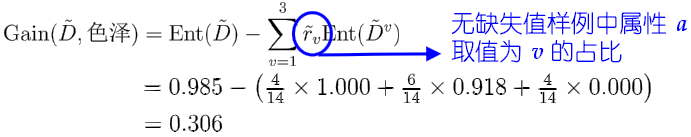 Gain(D̃, 色泽) = Ent(D̃) − ∑_{v=1}^{3} r̃_v Ent(D̃^v)
无缺失值样例中属性 a
取值为 v 的占比
= 0.985 − (4/14 × 1.000 + 6/14 × 0.918 + 4/14 × 0.000)
= 0.306